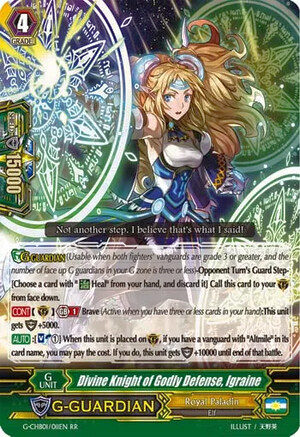 4
GRADE
SHIELD
15000
Not another step, I believe that's what I said!
G GUARDIAN (Usable when both fighters' vanguards are grade 3 or greater, and the
number of face up G guardians in your G zone is three or less)-Opponent Turn's Guard Step-
[Choose a card with " Heal" from your hand, and discard it] Call this card to your G
from face down.
CONT [ G ] GB 1 Brave (Active when you have three or less cards in your hand):This unit
gets +5000.
AUTO (V) When this unit is placed on G, if you have a vanguard with "Altmile" in its
card name, you may pay the cost. If you do, this unit gets +10000 until end of that battle.
G
UNIT
Divine Knight of Godly Defense, Igraine
G-GUARDIAN
Royal Paladin
Elf
G-CHB01/011EN RR
ILLUST / 天野英